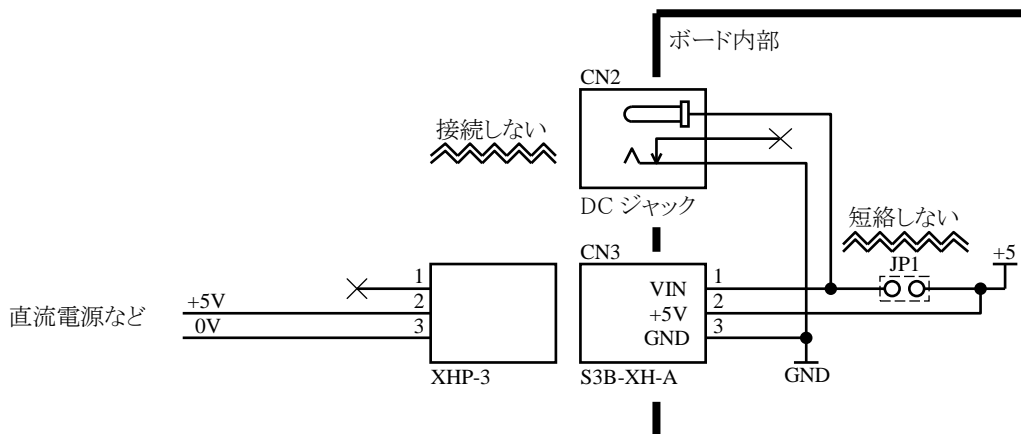 ボード内部
CN2
接続しない
DC ジャック
短絡しない
CN3
JP1
+5
1
VIN
1
直流電源など
+5V
2
+5V
2
0V
3
GND
3
XHP-3
S3B-XH-A
GND